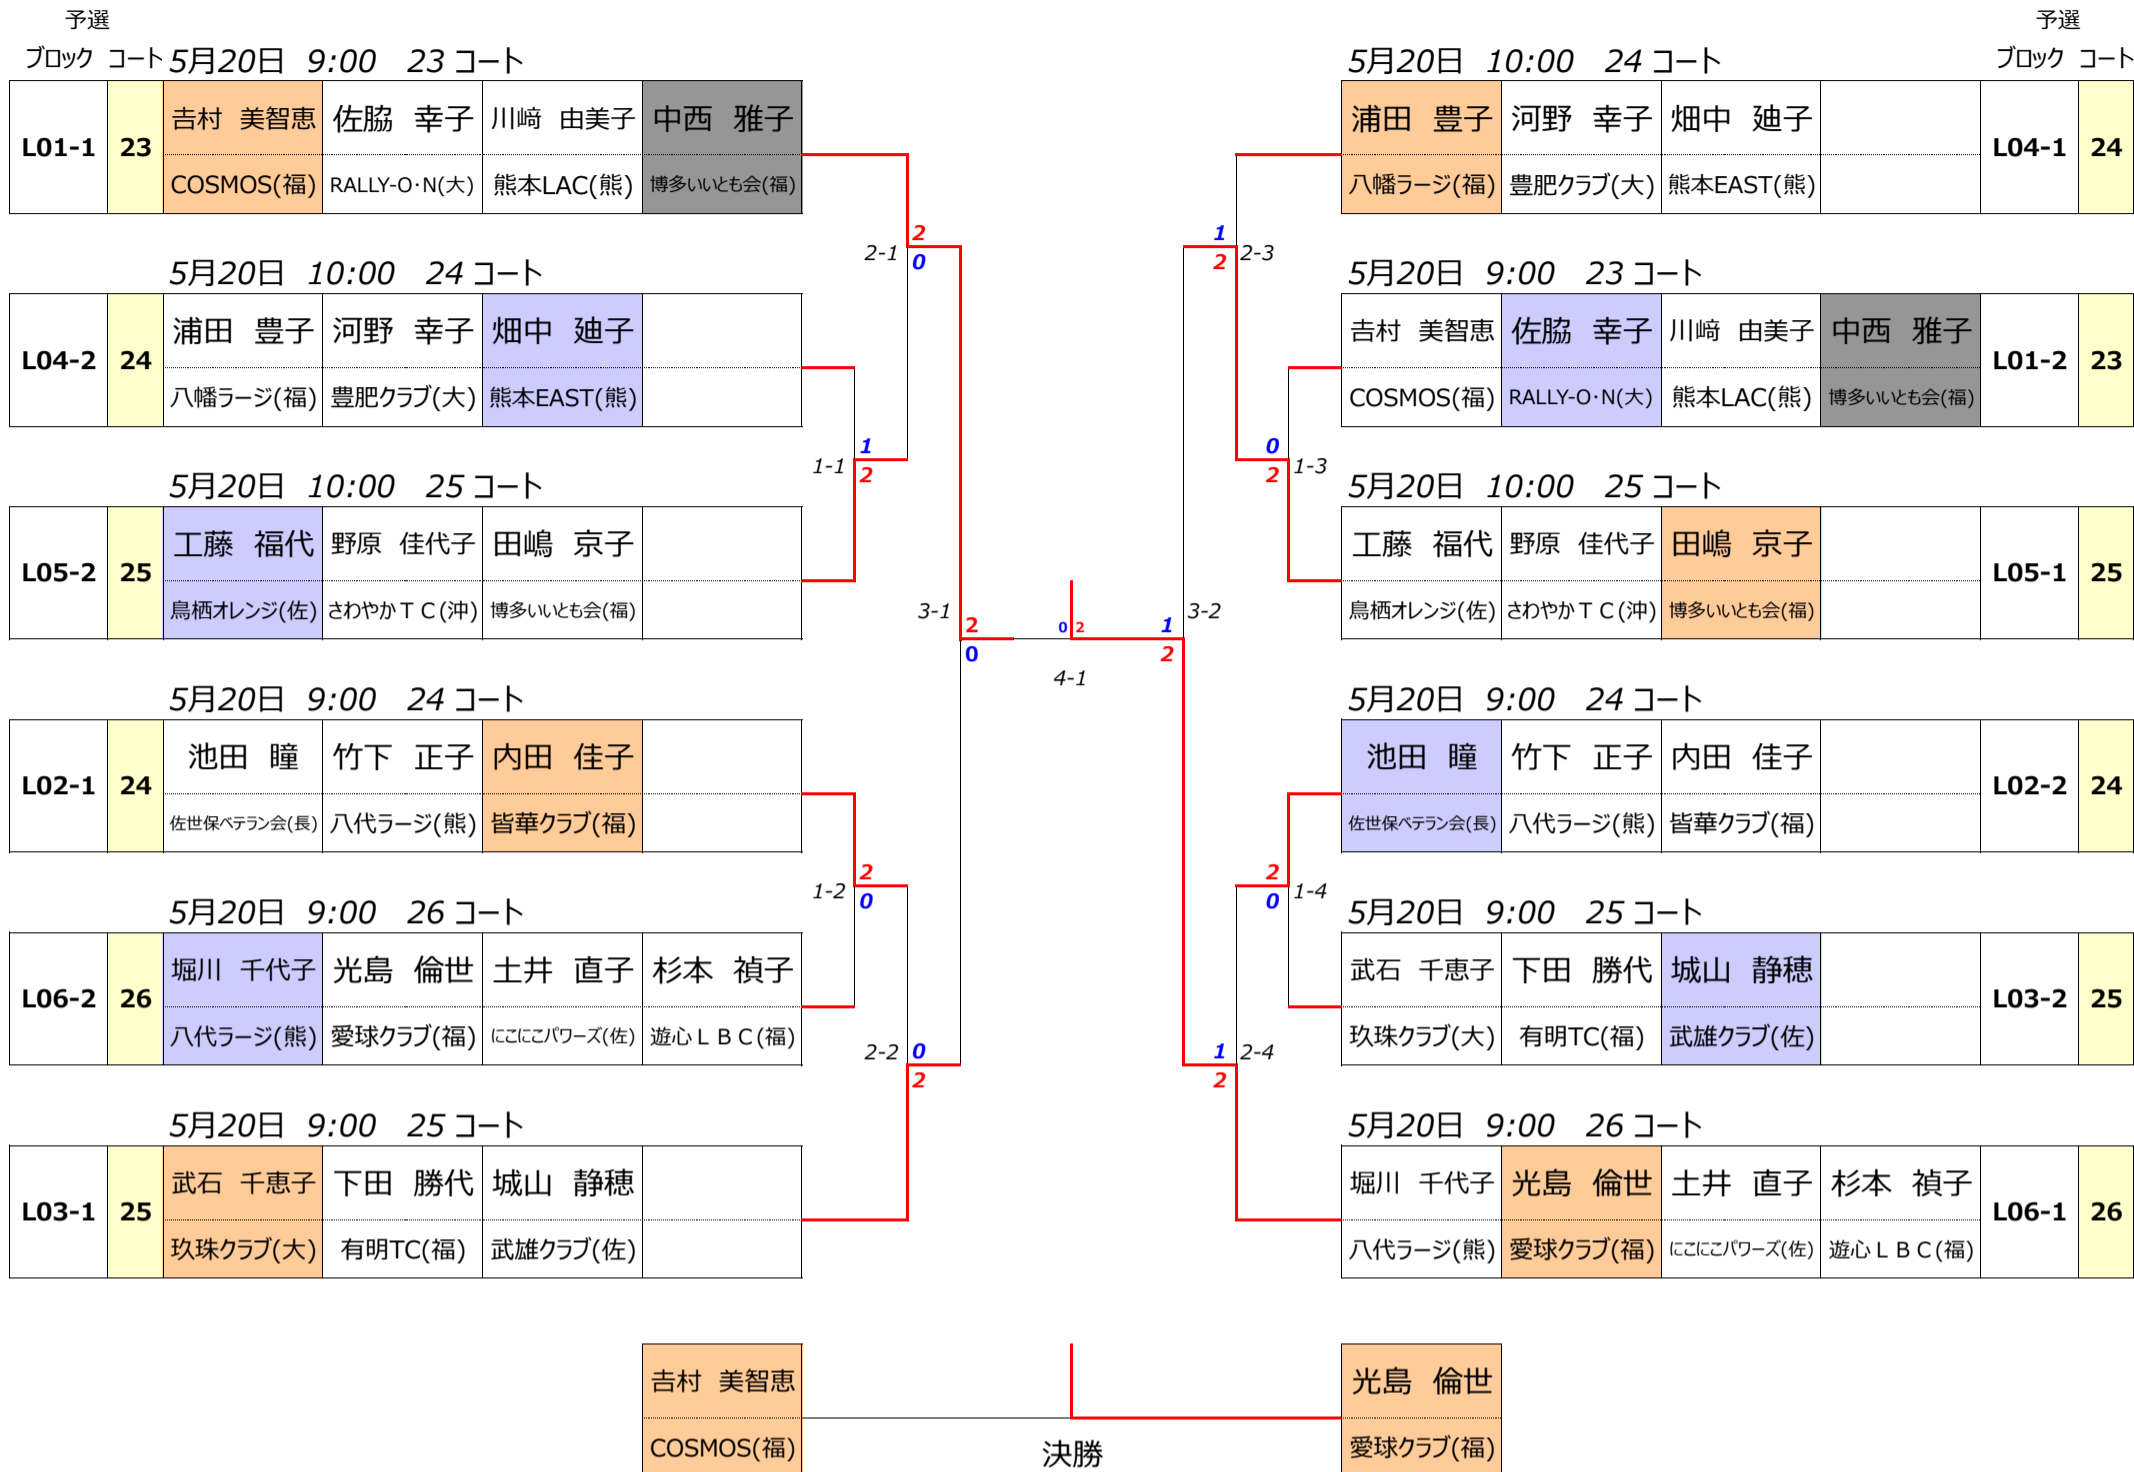 予選
ブロック コート 5月20日 9:00 23 コート
L01-1 23 吉村 美智恵 佐脇 幸子 川﨑 由美子 中西 雅子
COSMOS(福) RALLY-O・N(大) 熊本LAC(熊) 博多いいとも会(福)
5月20日 10:00 24 コート
L04-2 24 浦田 豊子 河野 幸子 畑中 廸子
八幡ラージ(福) 豊肥クラブ(大) 熊本EAST(熊)
5月20日 10:00 25 コート
L05-2 25 工藤 福代 野原 佳代子 田嶋 京子
鳥栖オレンジ(佐) さわやかＴＣ(沖) 博多いいとも会(福)
5月20日 9:00 24 コート
L02-1 24 池田 瞳 竹下 正子 内田 佳子
佐世保ベテラン会(長) 八代ラージ(熊) 皆華クラブ(福)
5月20日 9:00 26 コート
L06-2 26 堀川 千代子 光島 倫世 土井 直子 杉本 禎子
八代ラージ(熊) 愛球クラブ(福) にこにこパワーズ(佐) 遊心ＬＢＣ(福)
5月20日 9:00 25 コート
L03-1 25 武石 千恵子 下田 勝代 城山 静穂
玖珠クラブ(大) 有明TC(福) 武雄クラブ(佐)
2-1 2 0
1-1 1 2
3-1 2 0
1-2 2 0
2-2 0 2
0 2
4-1
1 2 2-3
0 2 1-3
1 2 3-2
2 0 1-4
1 2 2-4
予選
5月20日 10:00 24 コート ブロック コート
浦田 豊子 河野 幸子 畑中 廸子 L04-1 24
八幡ラージ(福) 豊肥クラブ(大) 熊本EAST(熊)
5月20日 9:00 23 コート
吉村 美智恵 佐脇 幸子 川﨑 由美子 中西 雅子 L01-2 23
COSMOS(福) RALLY-O・N(大) 熊本LAC(熊) 博多いいとも会(福)
5月20日 10:00 25 コート
工藤 福代 野原 佳代子 田嶋 京子 L05-1 25
鳥栖オレンジ(佐) さわやかＴＣ(沖) 博多いいとも会(福)
5月20日 9:00 24 コート
池田 瞳 竹下 正子 内田 佳子 L02-2 24
佐世保ベテラン会(長) 八代ラージ(熊) 皆華クラブ(福)
5月20日 9:00 25 コート
武石 千恵子 下田 勝代 城山 静穂 L03-2 25
玖珠クラブ(大) 有明TC(福) 武雄クラブ(佐)
5月20日 9:00 26 コート
堀川 千代子 光島 倫世 土井 直子 杉本 禎子 L06-1 26
八代ラージ(熊) 愛球クラブ(福) にこにこパワーズ(佐) 遊心ＬＢＣ(福)
吉村 美智恵 光島 倫世
COSMOS(福) 決勝 愛球クラブ(福)